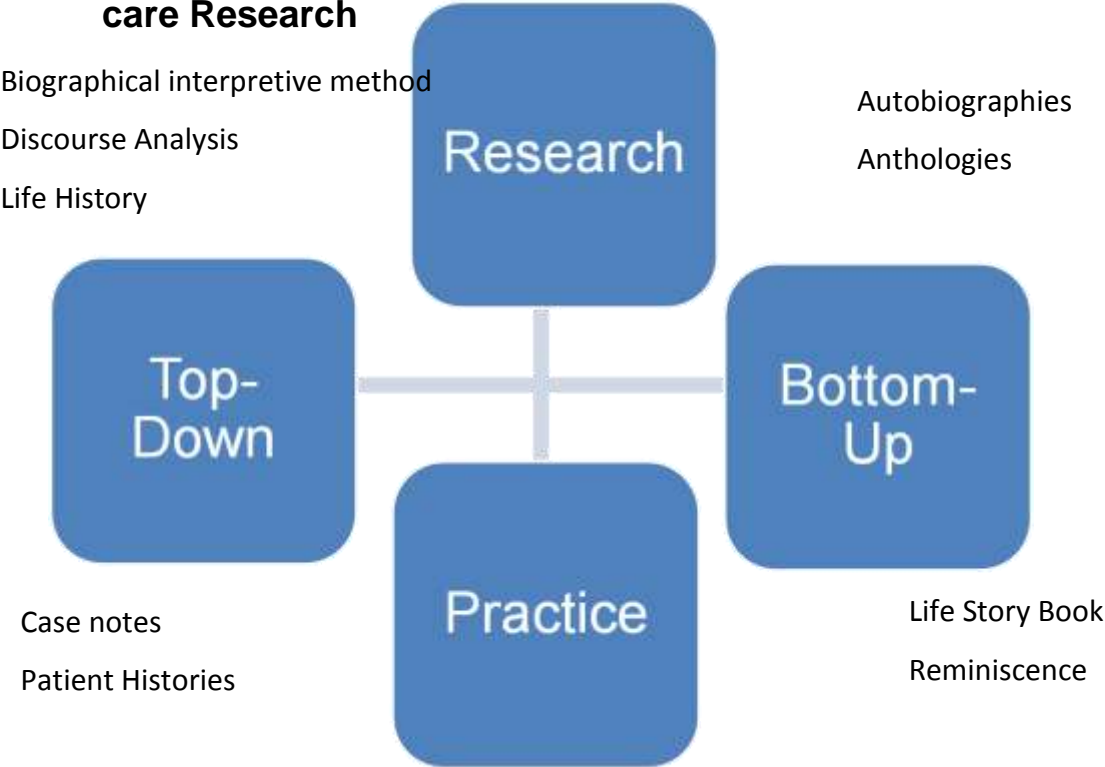 care Research
Biographical interpretive method
Discourse Analysis
Life History
Research
Autobiographies
Anthologies
Top-
Down
Bottom-
Up
Practice
Case notes
Patient Histories
Life Story Book
Reminiscence